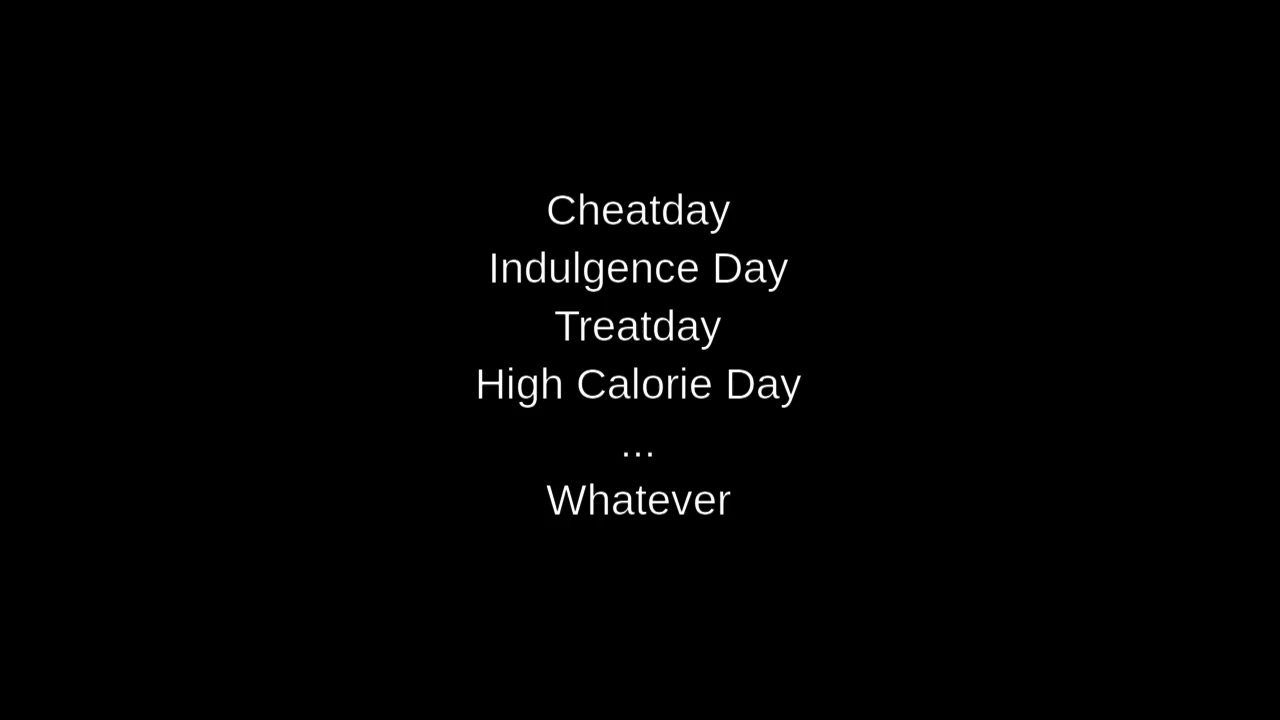 Cheatday
Indulgence Day
Treatday
High Calorie Day
...
Whatever